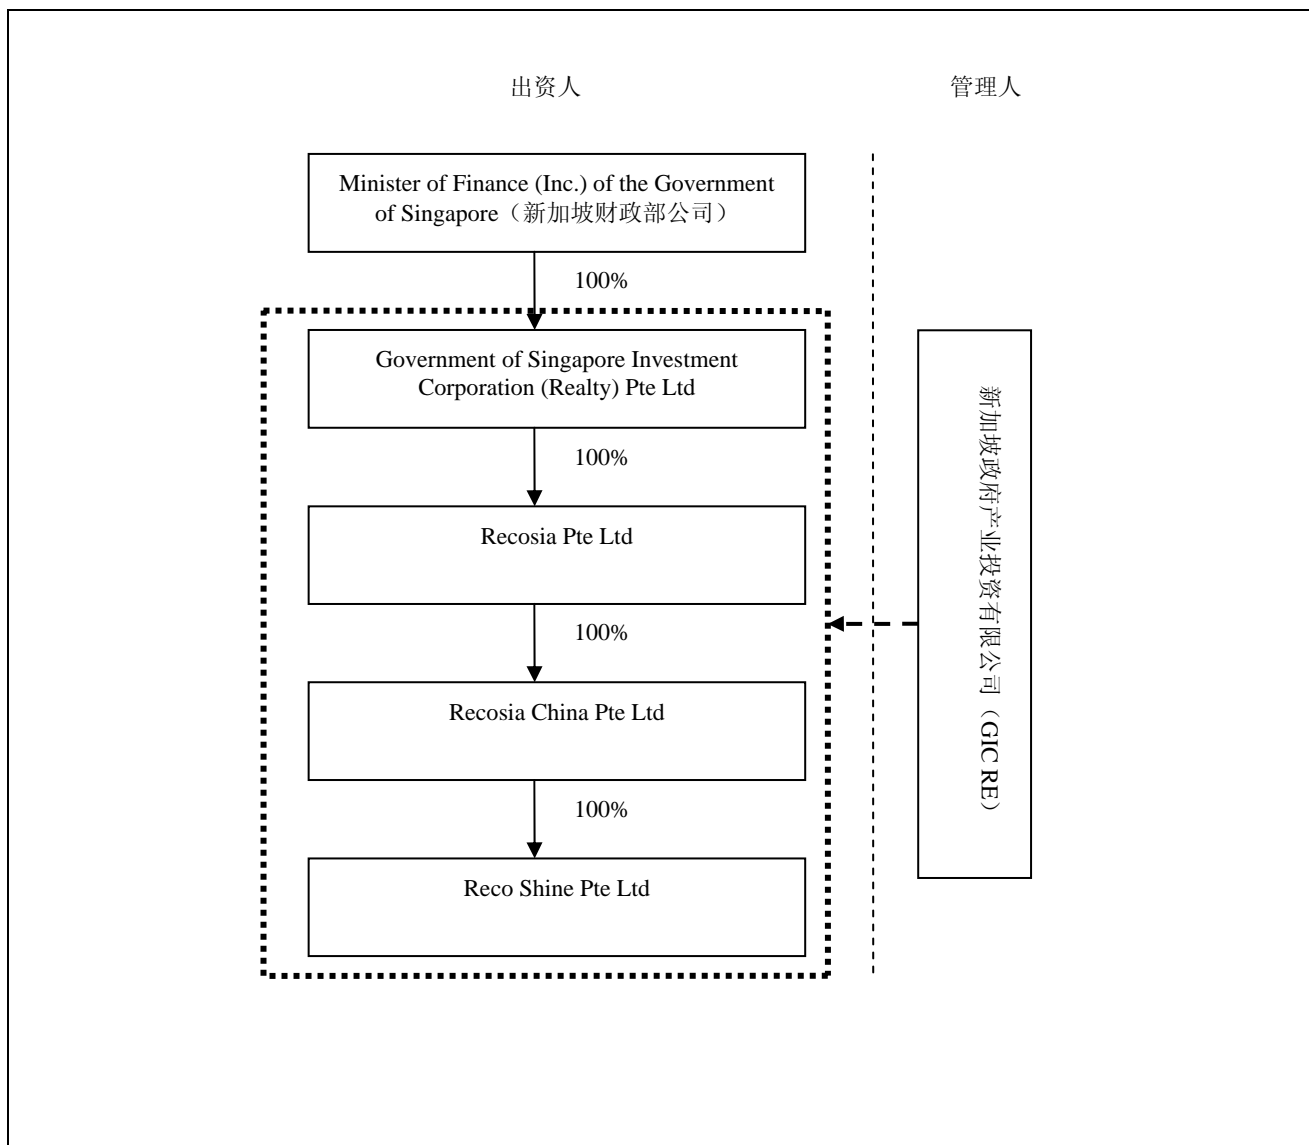 出资人
管理人
Minister of Finance (Inc.) of the Government
of Singapore（新加坡财政部公司）
100%
Government of Singapore Investment
Corporation (Realty) Pte Ltd
100%
Recosia Pte Ltd
100%
Recosia China Pte Ltd
100%
Reco Shine Pte Ltd
新加坡政府产业投资有限公司（GIC RE）